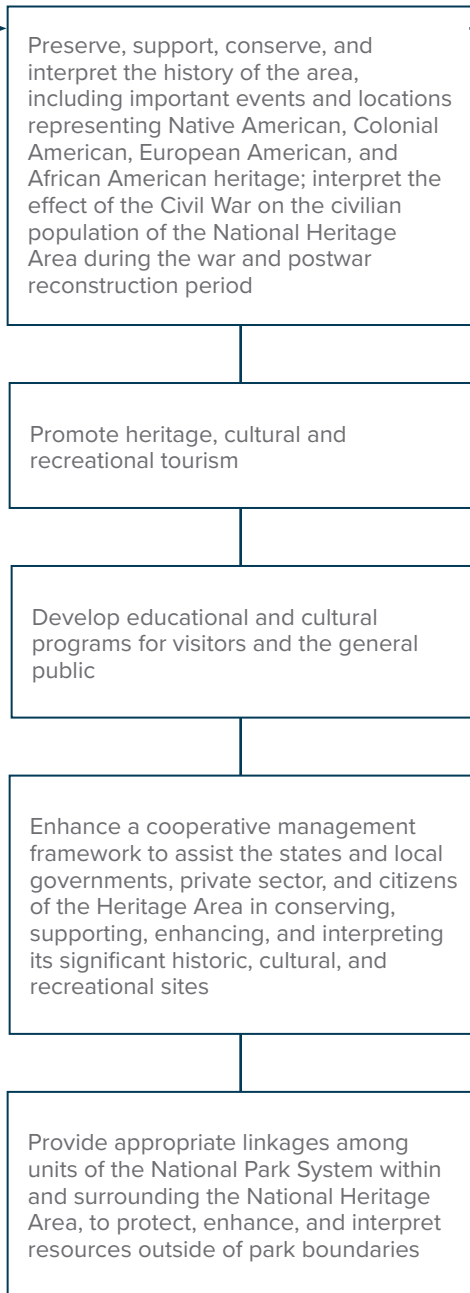 Preserve, support, conserve, and
interpret the history of the area,
including important events and locations
representing Native American, Colonial
American, European American, and
African American heritage; interpret the
effect of the Civil War on the civilian
population of the National Heritage
Area during the war and postwar
reconstruction period
Promote heritage, cultural and
recreational tourism
Develop educational and cultural
programs for visitors and the general
public
Enhance a cooperative management
framework to assist the states and local
governments, private sector, and citizens
of the Heritage Area in conserving,
supporting, enhancing, and interpreting
its significant historic, cultural, and
recreational sites
Provide appropriate linkages among
units of the National Park System within
and surrounding the National Heritage
Area, to protect, enhance, and interpret
resources outside of park boundaries